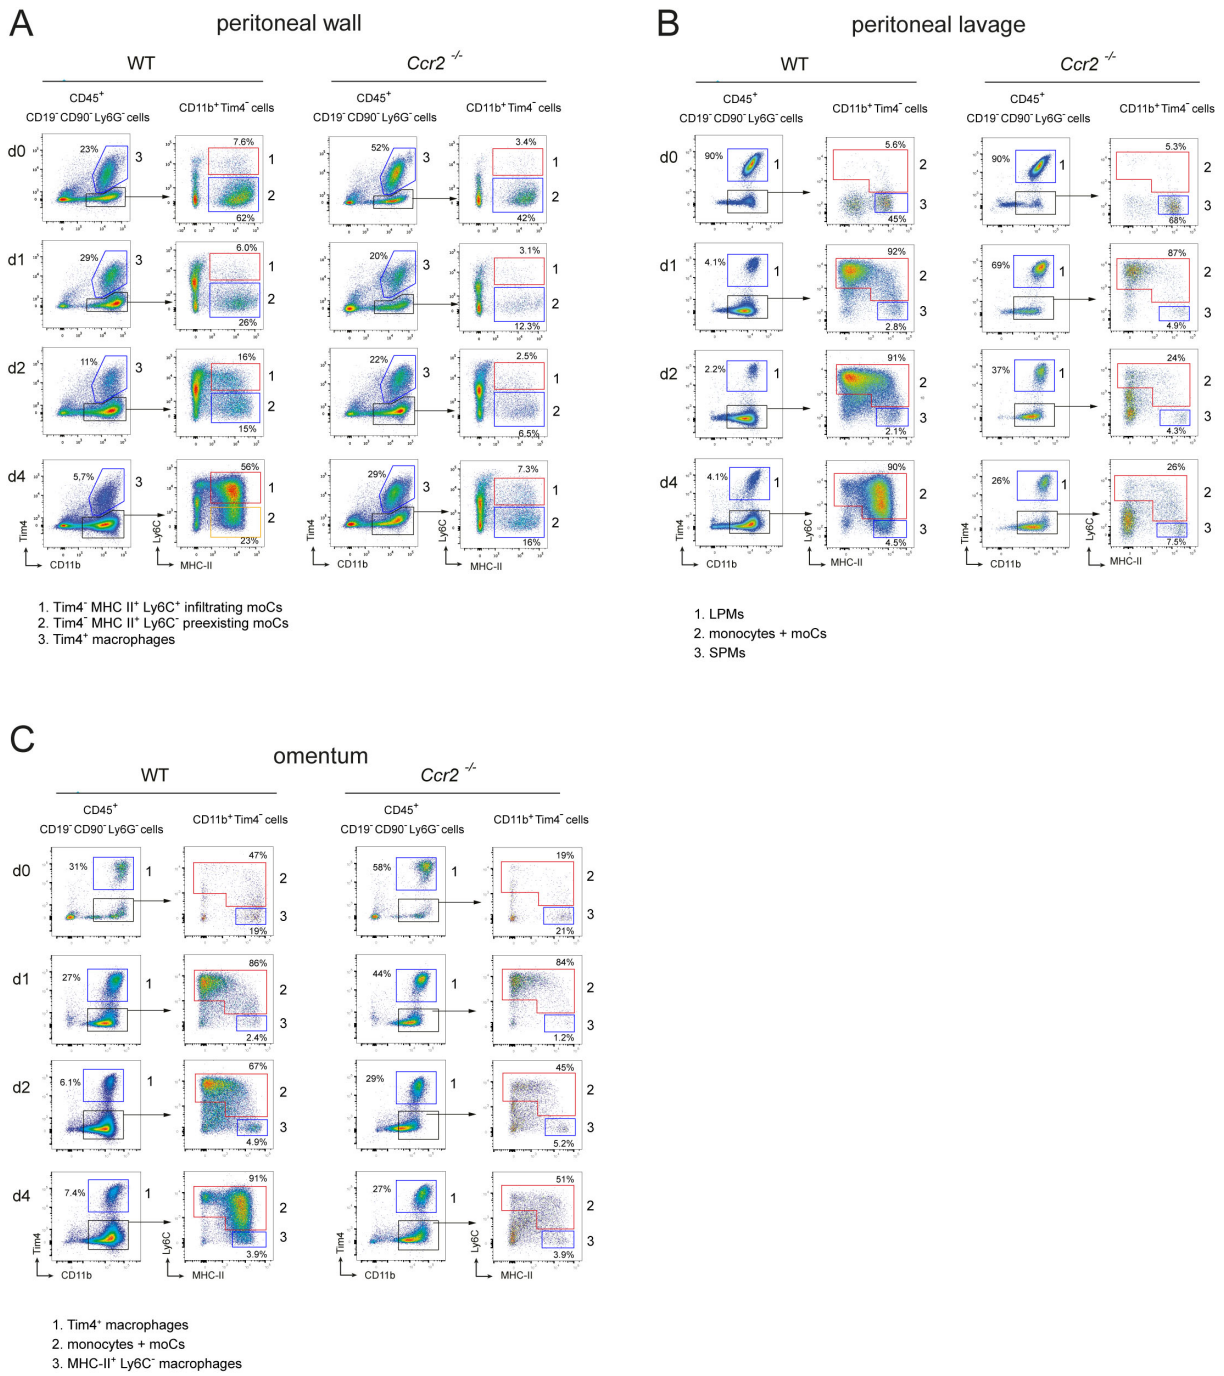 A
peritoneal wall
WT
Ccr2 -/-
CD45+
CD19- CD90- Ly6G- cells
CD11b+Tim4- cells
CD45+
CD19- CD90- Ly6G- cells
CD11b+Tim4- cells
d0
23%
3
7.6%
1
2
62%
52%
3
3.4%
1
2
42%
d1
29%
3
6.0%
1
2
26%
20%
3
3.1%
1
2
12.3%
d2
11%
3
16%
1
2
15%
22%
3
2.5%
1
2
6.5%
d4
5,7%
3
56%
1
2
23%
29%
3
7.3%
1
2
16%
Tim4
CD11b
Ly6C
MHC-II
Tim4
CD11b
Ly6C
MHC-II
1. Tim4- MHC II+ Ly6C+ infiltrating moCs
2. Tim4- MHC II+ Ly6C- preexisting moCs
3. Tim4+ macrophages
B
peritoneal lavage
WT
Ccr2 -/-
CD45+
CD19- CD90- Ly6G- cells
CD11b+Tim4- cells
CD45+
CD19- CD90- Ly6G- cells
CD11b+Tim4- cells
d0
90%
1
5.6%
2
3
45%
90%
1
5.3%
2
3
68%
d1
4.1%
1
92%
2
3
2.8%
69%
1
87%
2
3
4.9%
d2
2.2%
1
91%
2
3
2.1%
37%
1
24%
2
3
4.3%
d4
4.1%
1
90%
2
3
4.5%
26%
1
26%
2
3
7.5%
Tim4
CD11b
Ly6C
MHC-II
Tim4
CD11b
Ly6C
MHC-II
1. LPMs
2. monocytes + moCs
3. SPMs
C
omentum
WT
Ccr2 -/-
CD45+
CD19- CD90- Ly6G- cells
CD11b+Tim4- cells
CD45+
CD19- CD90- Ly6G- cells
CD11b+Tim4- cells
d0
31%
1
47%
2
3
19%
58%
1
19%
2
3
21%
d1
27%
1
86%
2
3
2.4%
44%
1
84%
2
3
1.2%
d2
6.1%
1
67%
2
3
4.9%
29%
1
45%
2
3
5.2%
d4
7.4%
1
91%
2
3
3.9%
27%
1
51%
2
3
3.9%
Tim4
CD11b
Ly6C
MHC-II
Tim4
CD11b
Ly6C
MHC-II
1. Tim4+ macrophages
2. monocytes + moCs
3. MHC-II+ Ly6C- macrophages